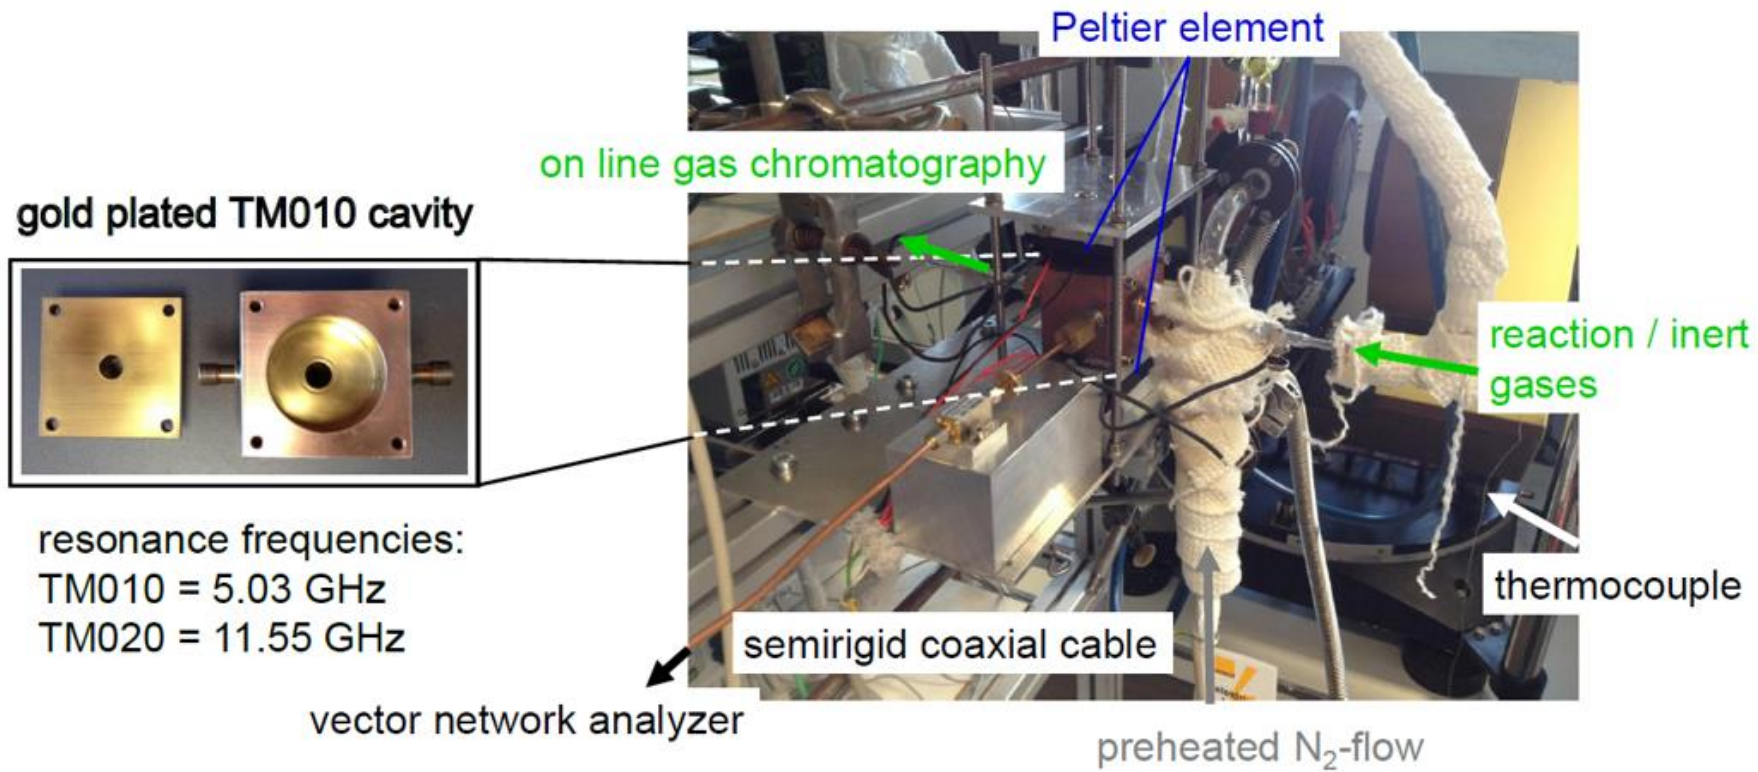 Peltier element
on line gas chromatography
gold plated TM010 cavity
reaction / inert
gases
resonance frequencies:
TM010 = 5.03 GHz
TM020 = 11.55 GHz
thermocouple
semirigid coaxial cable
vector network analyzer
preheated N₂-flow